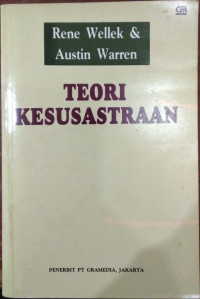 Rene Wellek &
Austin Warren
TEORI
KESUSASTRAAN
PENERBIT PT GRAMEDIA, JAKARTA